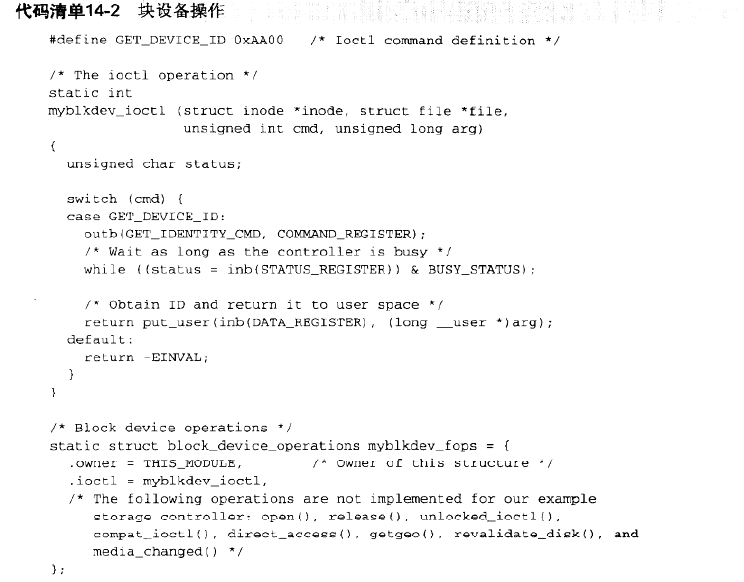 代码清单14-2 块设备操作
#define GET_DEVICE_ID 0xAA00 /* Ioctl command definition */
/* The ioctl operation */
static int
myblkdev_ioctl (struct inode *inode, struct file *file,
unsigned int cmd, unsigned long arg)
{
unsigned char status;
switch (cmd) {
case GET_DEVICE_ID:
outb(GET_IDENTITY_CMD, COMMAND_REGISTER);
/* Wait as long as the controller is busy */
while ((status = inb(STATUS_REGISTER)) & BUSY_STATUS);
/* Obtain ID and return it to user space */
return put_user(inb(DATA_REGISTER), (long __user *)arg);
default:
return -EINVAL;
}
}
/* Block device operations */
static struct block_device_operations myblkdev_fops = {
.owner = THIS_MODULE, /* Owner of this structure */
.ioctl = myblkdev_ioctl,
/* The following operations are not implemented for our example
storage controller: open(), release(), unlocked_ioctl(),
compat_ioctl(), direct_access(), getgeo(), revalidate_disk(), and
media_changed() */
};